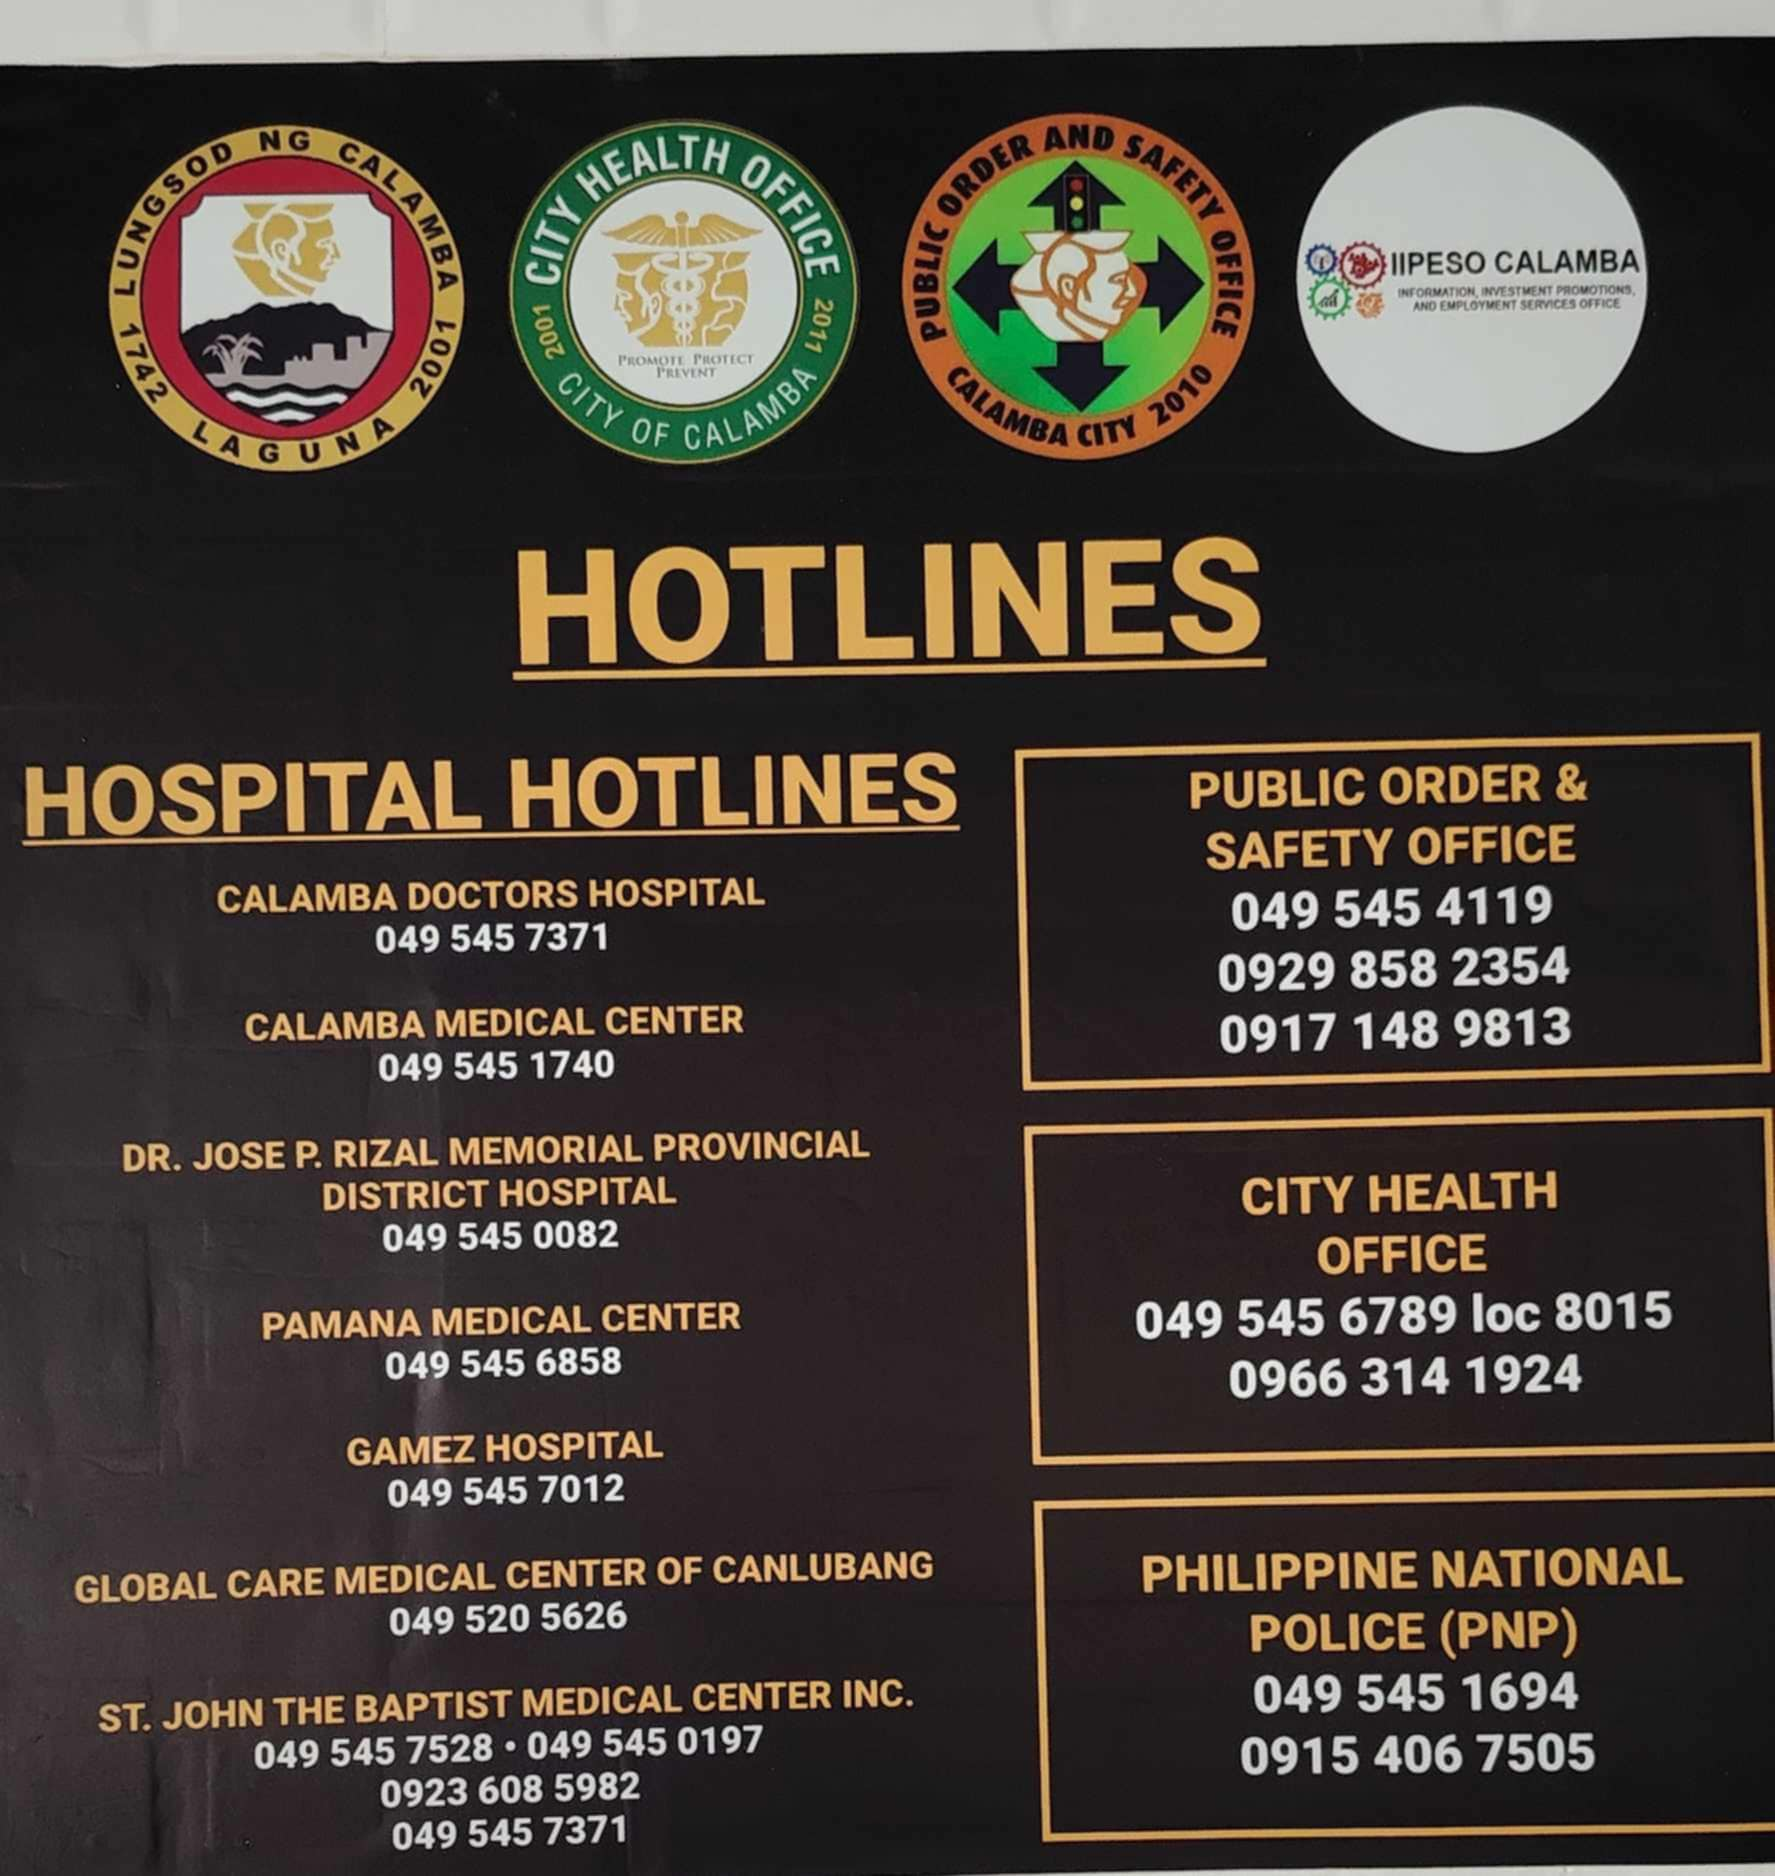 LUNGSOD NG CALAMBA
1742 LAGUNA 2001
CITY HEALTH OFFICE
PROMOTE PROTECT
PREVENT
2001 CITY OF CALAMBA 2011
PUBLIC ORDER AND SAFETY OFFICE
CALAMBA CITY 2010
IIPESO CALAMBA
INFORMATION, INVESTMENT PROMOTIONS,
AND EMPLOYMENT SERVICES OFFICE
HOTLINES
HOSPITAL HOTLINES
CALAMBA DOCTORS HOSPITAL
049 545 7371
CALAMBA MEDICAL CENTER
049 545 1740
DR. JOSE P. RIZAL MEMORIAL PROVINCIAL
DISTRICT HOSPITAL
049 545 0082
PAMANA MEDICAL CENTER
049 545 6858
GAMEZ HOSPITAL
049 545 7012
GLOBAL CARE MEDICAL CENTER OF CANLUBANG
049 520 5626
ST. JOHN THE BAPTIST MEDICAL CENTER INC.
049 545 7528 • 049 545 0197
0923 608 5982
049 545 7371
PUBLIC ORDER &
SAFETY OFFICE
049 545 4119
0929 858 2354
0917 148 9813
CITY HEALTH
OFFICE
049 545 6789 loc 8015
0966 314 1924
PHILIPPINE NATIONAL
POLICE (PNP)
049 545 1694
0915 406 7505